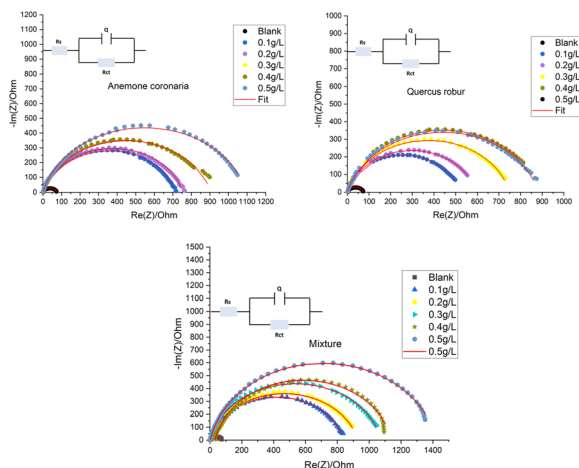 -Im(Z)/Ohm
1000
900
800
700
600
500
400
300
200
100
0
Q
Rs
Rct
Anemone coronaria
Blank
0.1g/L
0.2g/L
0.3g/L
0.4g/L
0.5g/L
Fit
0 100 200 300 400 500 600 700 800 900 1000 1100 1200
Re(Z)/Ohm
-Im(Z)/Ohm
1000
800
600
400
200
0
Q
Rs
Rct
Quercus robur
Blank
0.1g/L
0.2g/L
0.3g/L
0.4g/L
0.5g/L
Fit
0 100 200 300 400 500 600 700 800 900 1000
Re(Z)/Ohm
-Im(Z)/Ohm
1500
1400
1300
1200
1100
1000
900
800
700
600
500
400
300
200
100
0
Q
Rs
Rct
Mixture
Blank
0.1g/L
0.2g/L
0.3g/L
0.4g/L
0.5g/L
0.5g/L
0 100 200 300 400 500 600 700 800 900 1000 1100 1200 1300 1400 1500
Re(Z)/Ohm